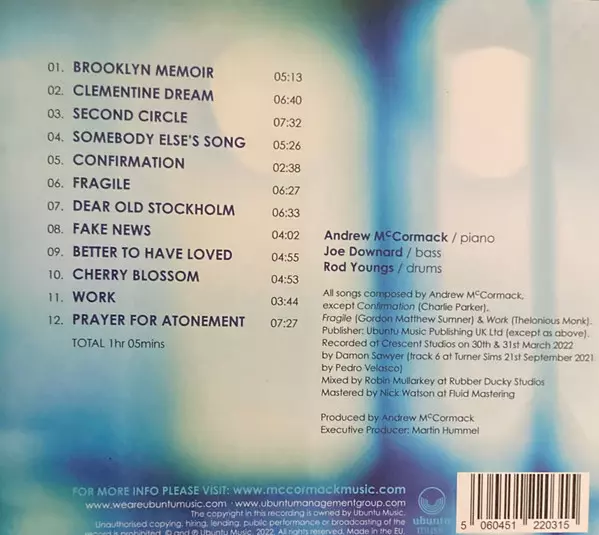 01. BROOKLYN MEMOIR 05:13
02. CLEMENTINE DREAM 06:40
03. SECOND CIRCLE 07:32
04. SOMEBODY ELSE'S SONG 05:26
05. CONFIRMATION 02:38
06. FRAGILE 06:27
07. DEAR OLD STOCKHOLM 06:33
08. FAKE NEWS 04:02
09. BETTER TO HAVE LOVED 04:55
10. CHERRY BLOSSOM 04:53
11. WORK 03:44
12. PRAYER FOR ATONEMENT 07:27
TOTAL 1hr 05mins
Andrew McCormack / piano
Joe Downard / bass
Rod Youngs / drums
All songs composed by Andrew McCormack,
except Confirmation (Charlie Parker),
Fragile (Gordon Matthew Sumner) & Work (Thelonious Monk).
Publisher: Ubuntu Music Publishing UK Ltd (except as above).
Recorded at Crescent Studios on 30th & 31st March 2022
by Damon Sawyer (track 6 at Turner Sims 21st September 2021
by Pedro Velasco)
Mixed by Robin Mullarkey at Rubber Ducky Studios
Mastered by Nick Watson at Fluid Mastering
Produced by Andrew McCormack
Executive Producer: Martin Hummel
FOR MORE INFO PLEASE VISIT: www.mccormackmusic.com
www.weareubuntumusic.com • www.ubuntumanagementgroup.com
The copyright in this recording is owned by Ubuntu Music.
Unauthorised copying, hiring, lending, public performance or broadcasting of the
record is prohibited. © and ℗ Ubuntu Music, 2022. All rights reserved. Made in the EU.
ubuntu
music
5 060451 220315